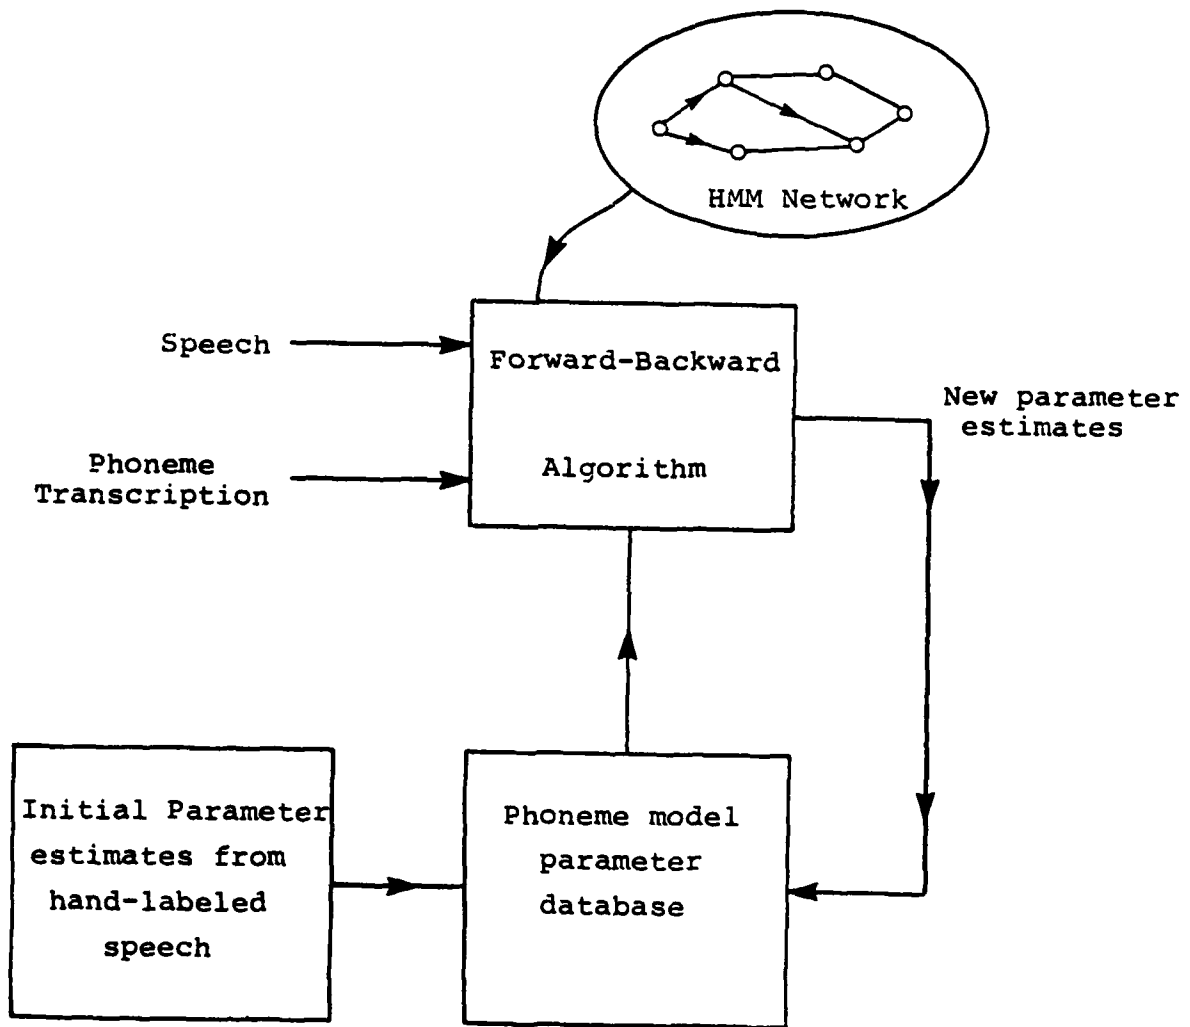 HMM Network
Speech
Forward-Backward
Algorithm
New parameter
estimates
Phoneme
Transcription
Initial Parameter
estimates from
hand-labeled
speech
Phoneme model
parameter
database